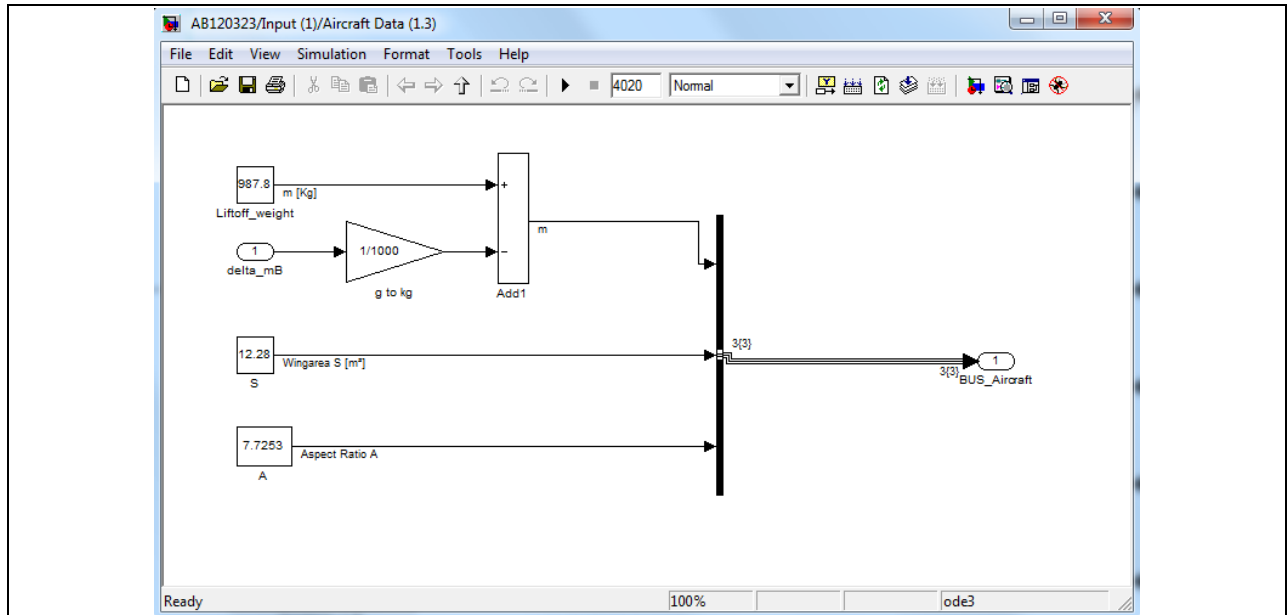 AB120323/Input (1)/Aircraft Data (1.3)
File Edit View Simulation Format Tools Help
4020 Normal
987.8
m [Kg]
Liftoff_weight
+
1
delta_mB
1/1000
g to kg
−
Add1
m
12.28
Wingarea S [m²]
S
7.7253
Aspect Ratio A
A
3{3}
3{3}
1
BUS_Aircraft
Ready 100% ode3